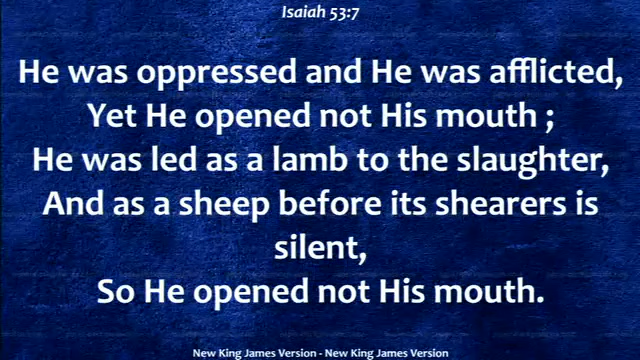 Isaiah 53:7
He was oppressed and He was afflicted,
Yet He opened not His mouth ;
He was led as a lamb to the slaughter,
And as a sheep before its shearers is
silent,
So He opened not His mouth.
New King James Version - New King James Version